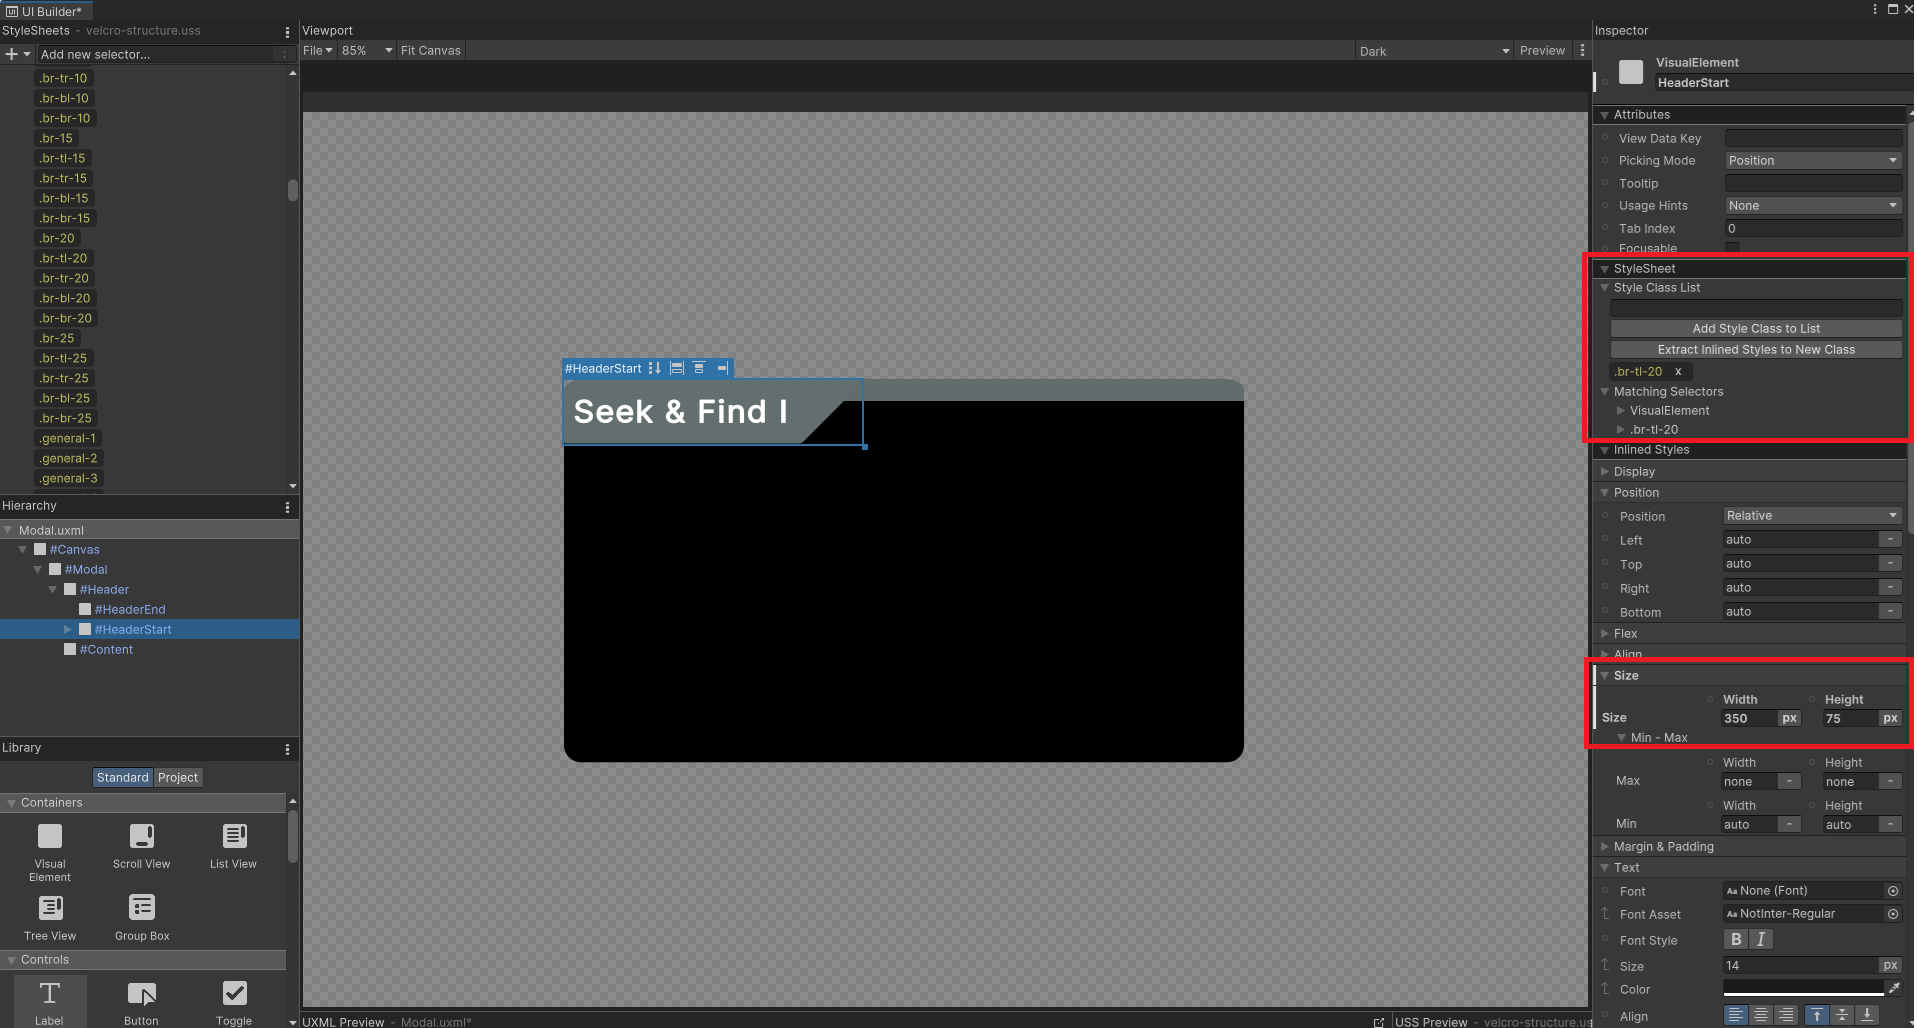 UI Builder*
StyleSheets - velcro-structure.uss
Add new selector...
.br-tr-10
.br-bl-10
.br-br-10
.br-15
.br-tl-15
.br-tr-15
.br-bl-15
.br-br-15
.br-20
.br-tl-20
.br-tr-20
.br-bl-20
.br-br-20
.br-25
.br-tl-25
.br-tr-25
.br-bl-25
.br-br-25
.general-1
.general-2
.general-3
Hierarchy
Modal.uxml
#Canvas
#Modal
#Header
#HeaderEnd
#HeaderStart
#Content
Library
Standard Project
Containers
Visual Element
Scroll View
List View
Tree View
Group Box
Controls
Label
Button
Toggle
Viewport
File 85% Fit Canvas
Dark Preview
#HeaderStart
Seek & Find I
UXML Preview - Modal.uxml*
USS Preview - velcro-structure.us
Inspector
VisualElement
HeaderStart
Attributes
View Data Key
Picking Mode Position
Tooltip
Usage Hints None
Tab Index 0
Focusable
StyleSheet
Style Class List
Add Style Class to List
Extract Inlined Styles to New Class
.br-tl-20 x
Matching Selectors
VisualElement
.br-tl-20
Inlined Styles
Display
Position
Position Relative
Left auto -
Top auto -
Right auto -
Bottom auto -
Flex
Align
Size
Width Height
Size 350 px 75 px
Min - Max
Width Height
Max none - none -
Width Height
Min auto - auto -
Margin & Padding
Text
Font Aa None (Font)
Font Asset Aa NotInter-Regular
Font Style B I
Size 14 px
Color
Align